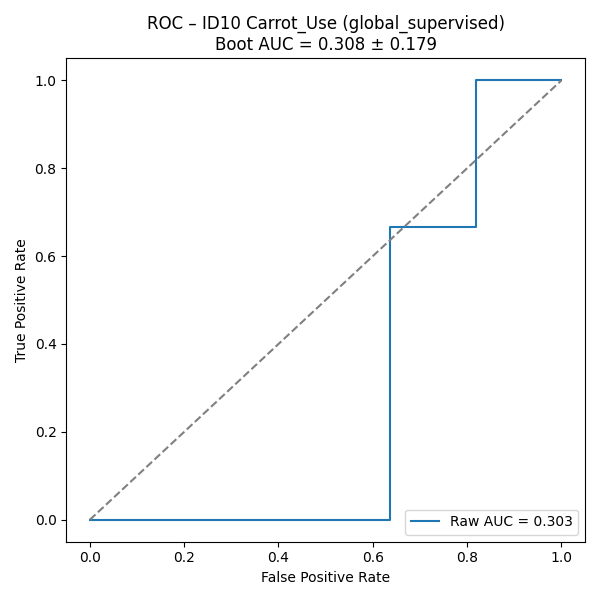 ROC – ID10 Carrot_Use (global_supervised)
Boot AUC = 0.308 ± 0.179
1.0
0.8
0.6
0.4
0.2
0.0
True Positive Rate
Raw AUC = 0.303
0.0 0.2 0.4 0.6 0.8 1.0
False Positive Rate